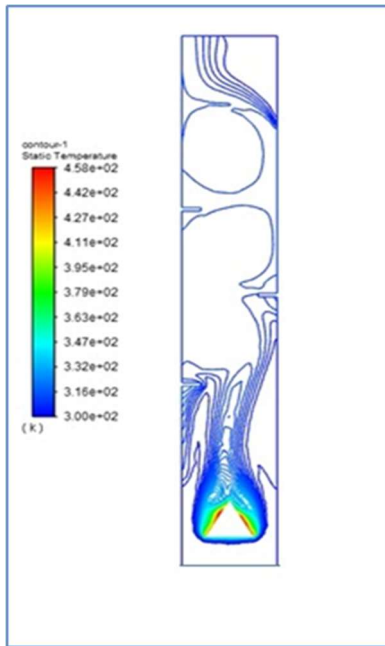 contour-1
Static Temperature
4.58e+02
4.42e+02
4.27e+02
4.11e+02
3.95e+02
3.79e+02
3.63e+02
3.47e+02
3.32e+02
3.16e+02
3.00e+02
( k )